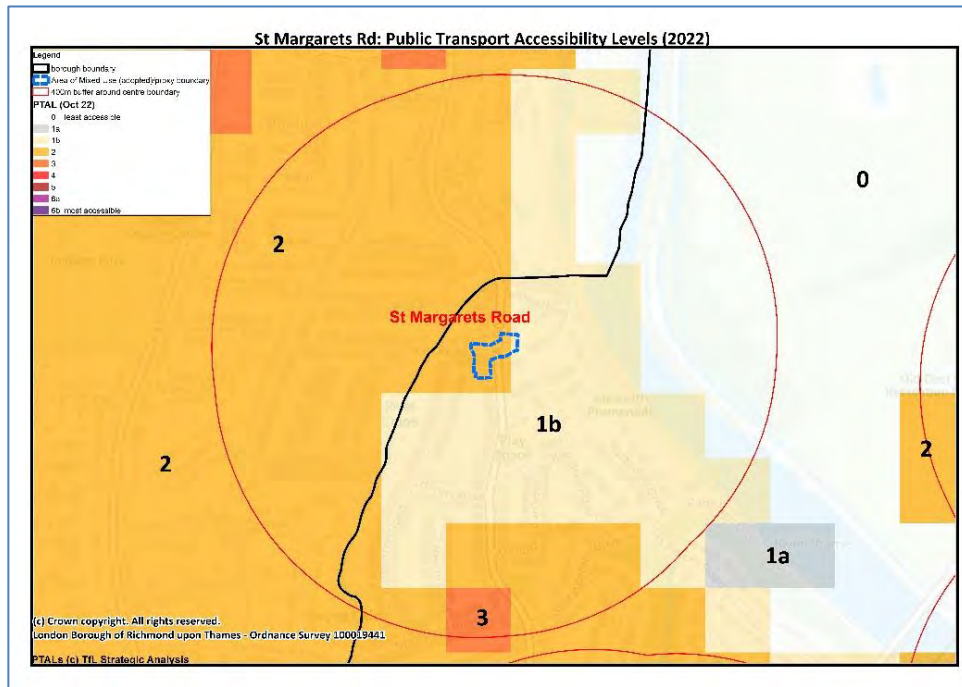 St Margarets Rd: Public Transport Accessibility Levels (2022)
Legend
borough boundary
Area of Mixed Use (adopted)/proxy boundary
400m buffer around centre boundary
PTAL (Oct 22)
0 least accessible
1a
1b
2
3
4
5
6a
6b most accessible
0
2
St Margarets Road
1b
2
2
1a
3
(c) Crown copyright. All rights reserved.
London Borough of Richmond upon Thames - Ordnance Survey 100019441
PTALs (c) TfL Strategic Analysis